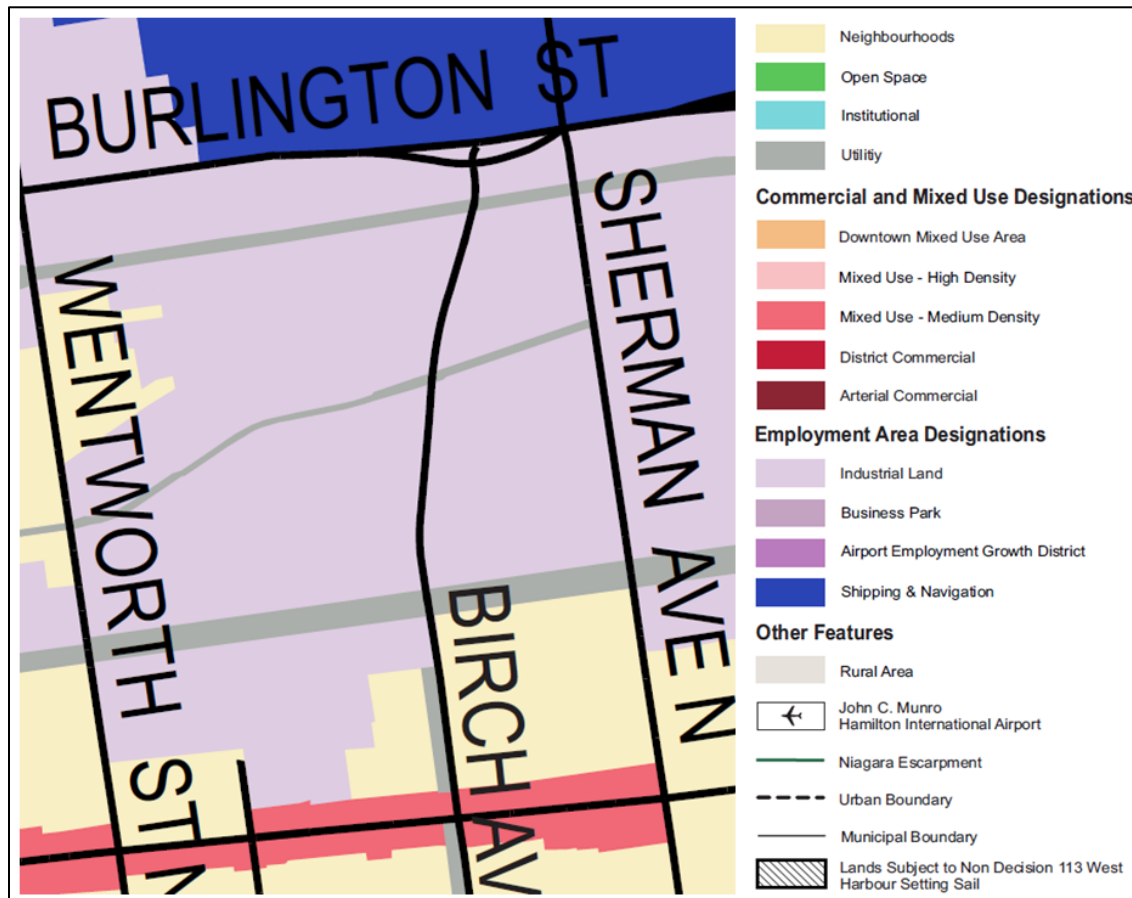 BURLINGTON ST
WENTWORTH ST N
SHERMAN AVE N
BIRCH AV
Neighbourhoods
Open Space
Institutional
Utilitiy
Commercial and Mixed Use Designations
Downtown Mixed Use Area
Mixed Use - High Density
Mixed Use - Medium Density
District Commercial
Arterial Commercial
Employment Area Designations
Industrial Land
Business Park
Airport Employment Growth District
Shipping & Navigation
Other Features
Rural Area
John C. Munro
Hamilton International Airport
Niagara Escarpment
Urban Boundary
Municipal Boundary
Lands Subject to Non Decision 113 West
Harbour Setting Sail